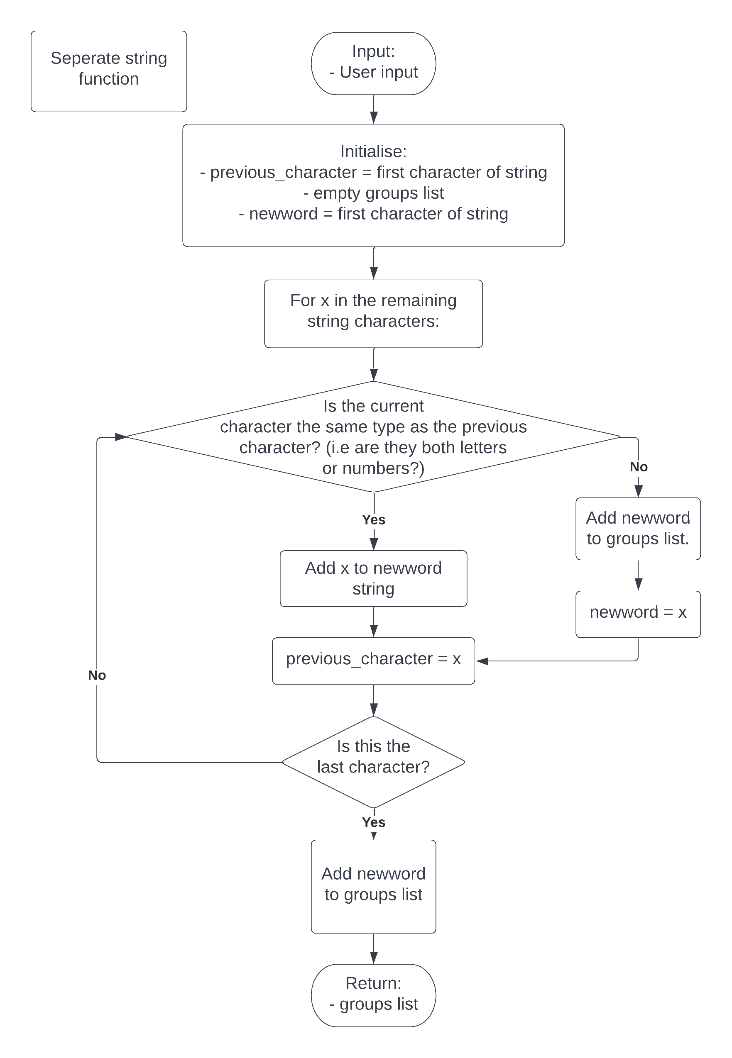 Seperate string
function
Input:
- User input
Initialise:
- previous_character = first character of string
- empty groups list
- newword = first character of string
For x in the remaining
string characters:
Is the current
character the same type as the previous
character? (i.e are they both letters
or numbers?)
No
Yes
Add newword
to groups list.
Add x to newword
string
newword = x
previous_character = x
No
Is this the
last character?
Yes
Add newword
to groups list
Return:
- groups list